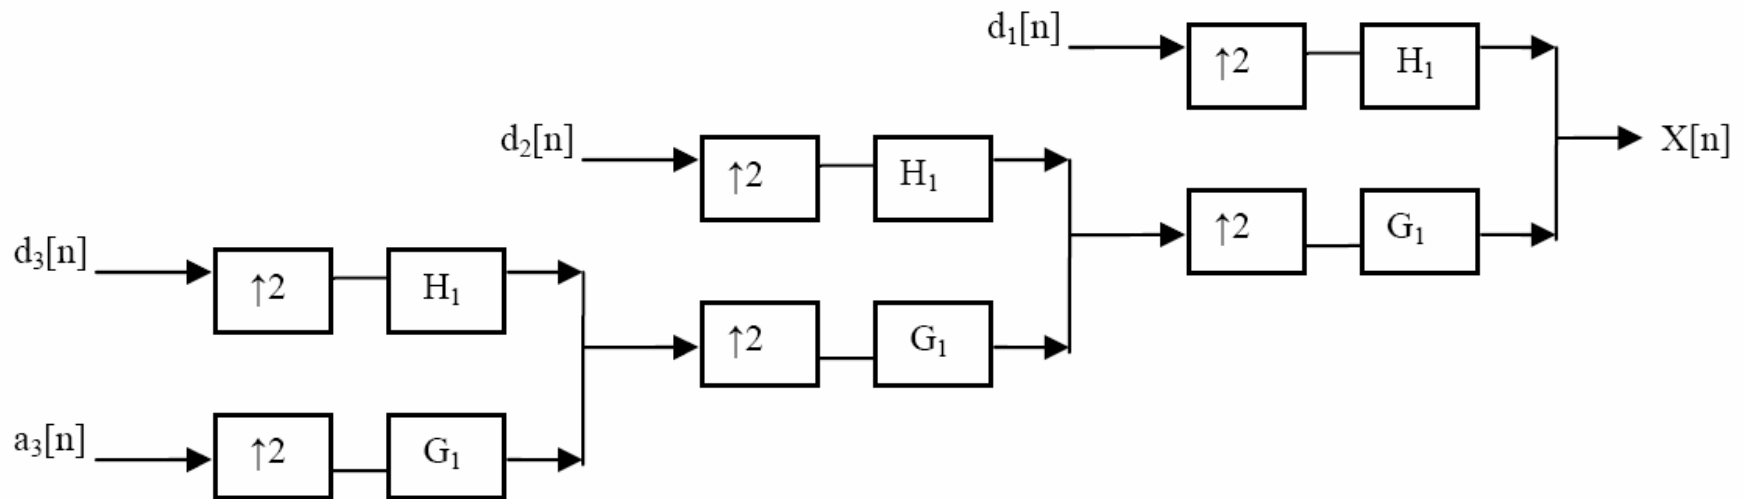 d₁[n] ↑2 H₁
X[n]
d₂[n] ↑2 H₁
↑2 G₁
d₃[n] ↑2 H₁
↑2 G₁
a₃[n] ↑2 G₁